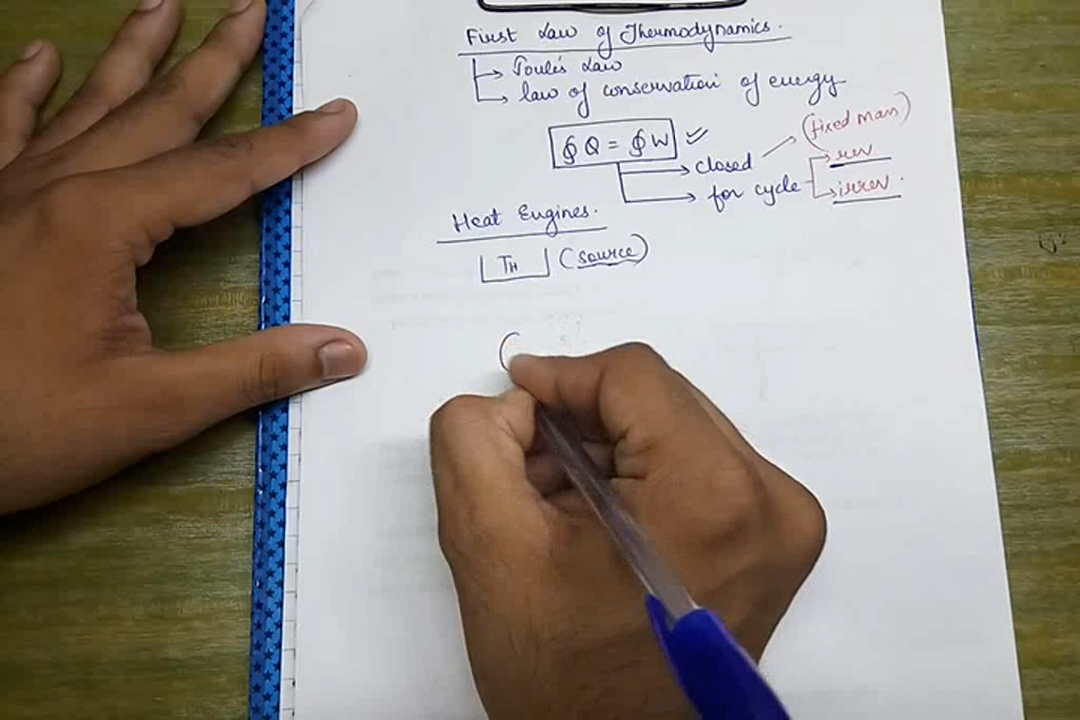 First Law of Thermodynamics.
Joule's Law
law of conservation of energy
∮ Q = ∮ W
closed
(fixed mass)
for cycle
rev
irrev.
Heat Engines.
TH (source)